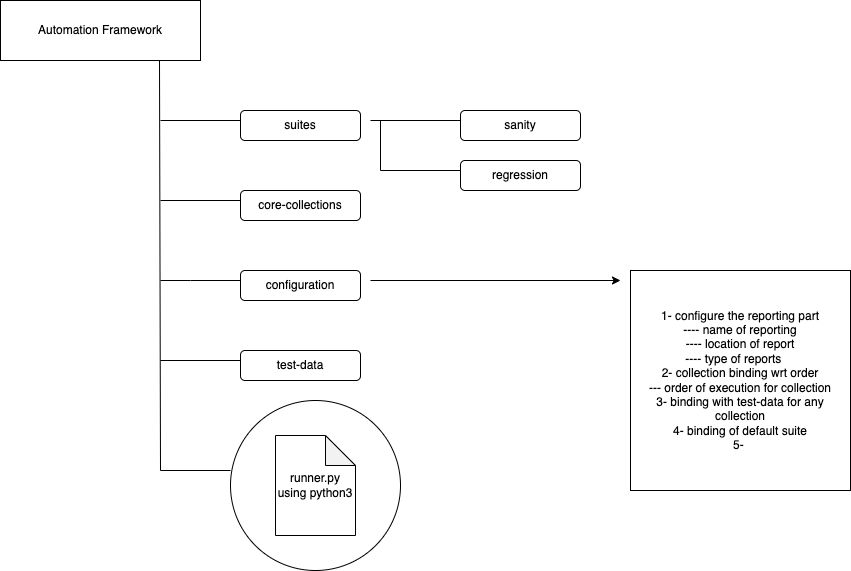 Automation Framework
suites
sanity
regression
core-collections
configuration
1- configure the reporting part
---- name of reporting
---- location of report
---- type of reports
2- collection binding wrt order
--- order of execution for collection
3- binding with test-data for any
collection
4- binding of default suite
5-
test-data
runner.py
using python3